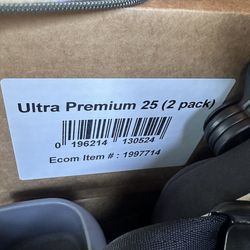 Ultra Premium 25 (2 pack)
0 196214 130524
Ecom Item # : 1997714